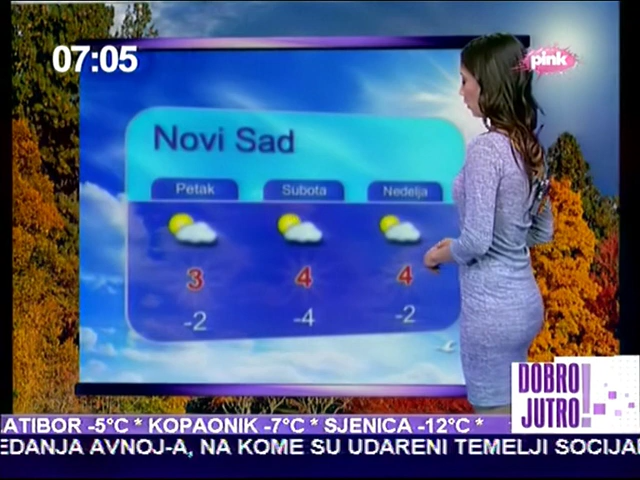 07:05
pink
Novi Sad
Petak Subota Nedelja
3 4 4
-2 -4 -2
DOBRO
JUTRO!
LATIBOR -5°C * KOPAONIK -7°C * SJENICA -12°C *
EDANJA AVNOJ-A, NA KOME SU UDARENI TEMELJI SOCIJA